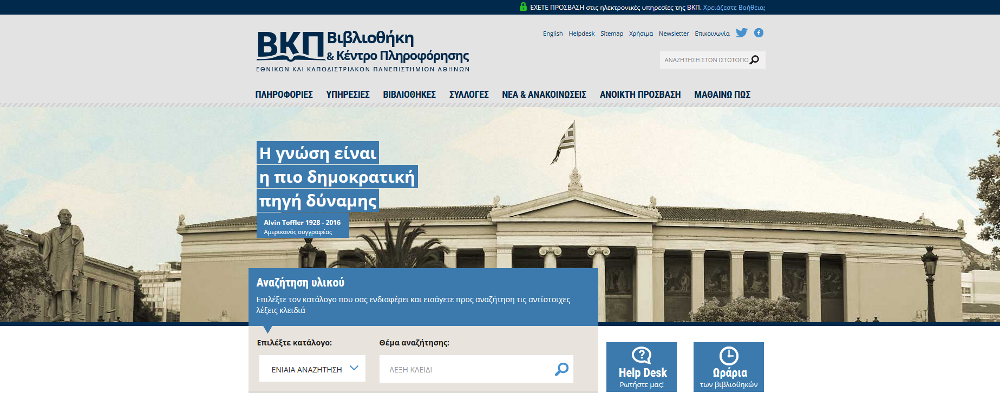 ΕΧΕΤΕ ΠΡΟΣΒΑΣΗ στις ηλεκτρονικές υπηρεσίες της ΒΚΠ. Χρειάζεστε Βοήθεια;
English Helpdesk Sitemap Χρήσιμα Newsletter Επικοινωνία
ΒΚΠ Βιβλιοθήκη
& Κέντρο Πληροφόρησης
ΕΘΝΙΚΟΝ ΚΑΙ ΚΑΠΟΔΙΣΤΡΙΑΚΟΝ ΠΑΝΕΠΙΣΤΗΜΙΟΝ ΑΘΗΝΩΝ
ΑΝΑΖΗΤΗΣΗ ΣΤΟΝ ΙΣΤΟΤΟΠΟ
ΠΛΗΡΟΦΟΡΙΕΣ ΥΠΗΡΕΣΙΕΣ ΒΙΒΛΙΟΘΗΚΕΣ ΣΥΛΛΟΓΕΣ ΝΕΑ & ΑΝΑΚΟΙΝΩΣΕΙΣ ΑΝΟΙΚΤΗ ΠΡΟΣΒΑΣΗ ΜΑΘΑΙΝΩ ΠΩΣ
Η γνώση είναι
η πιο δημοκρατική
πηγή δύναμης
Alvin Toffler 1928 - 2016
Αμερικανός συγγραφέας
Αναζήτηση υλικού
Επιλέξτε τον κατάλογο που σας ενδιαφέρει και εισάγετε προς αναζήτηση τις αντίστοιχες
λέξεις κλειδιά
Επιλέξτε κατάλογο: Θέμα αναζήτησης:
ΕΝΙΑΙΑ ΑΝΑΖΗΤΗΣΗ ΛΕΞΗ ΚΛΕΙΔΙ
Help Desk
Ρωτήστε μας!
Ωράρια
των βιβλιοθηκών